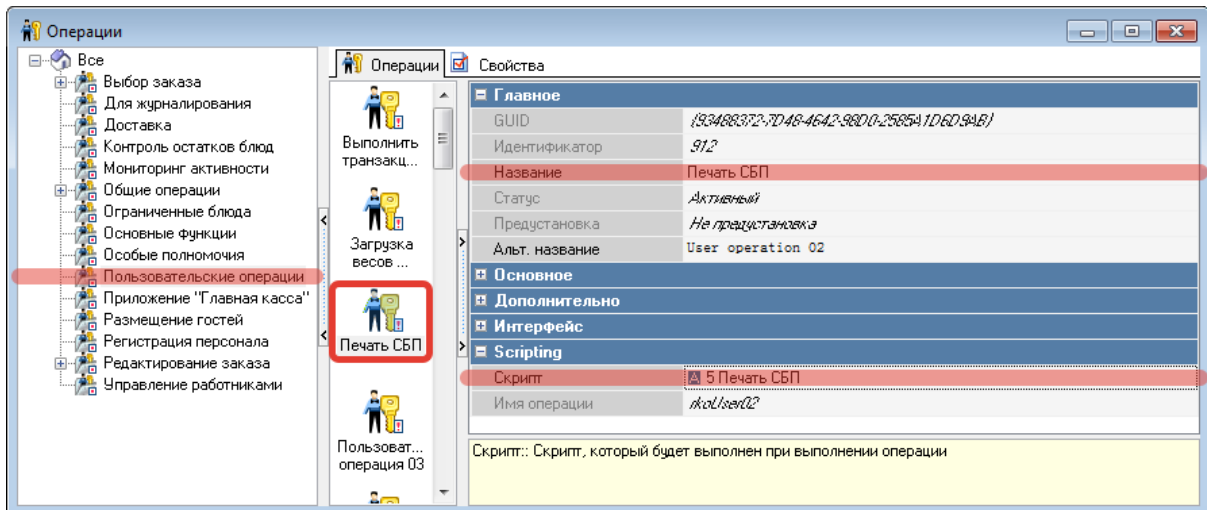 Операции
Все
Выбор заказа
Для журналирования
Доставка
Контроль остатков блюд
Мониторинг активности
Общие операции
Ограниченные блюда
Основные функции
Особые полномочия
Пользовательские операции
Приложение "Главная касса"
Размещение гостей
Регистрация персонала
Редактирование заказа
Управление работниками
Операции
Свойства
Выполнить
транзакц...
Загрузка
весов ...
Печать СБП
Пользоват...
операция 03
Главное
GUID {93488372-7D48-4642-98D0-2585A1D6D9AB}
Идентификатор 912
Название Печать СБП
Статус Активный
Предустановка Не предустановка
Альт. название User operation 02
Основное
Дополнительно
Интерфейс
Scripting
Скрипт 5 Печать СБП
Имя операции rkoUser02
Скрипт:: Скрипт, который будет выполнен при выполнении операции